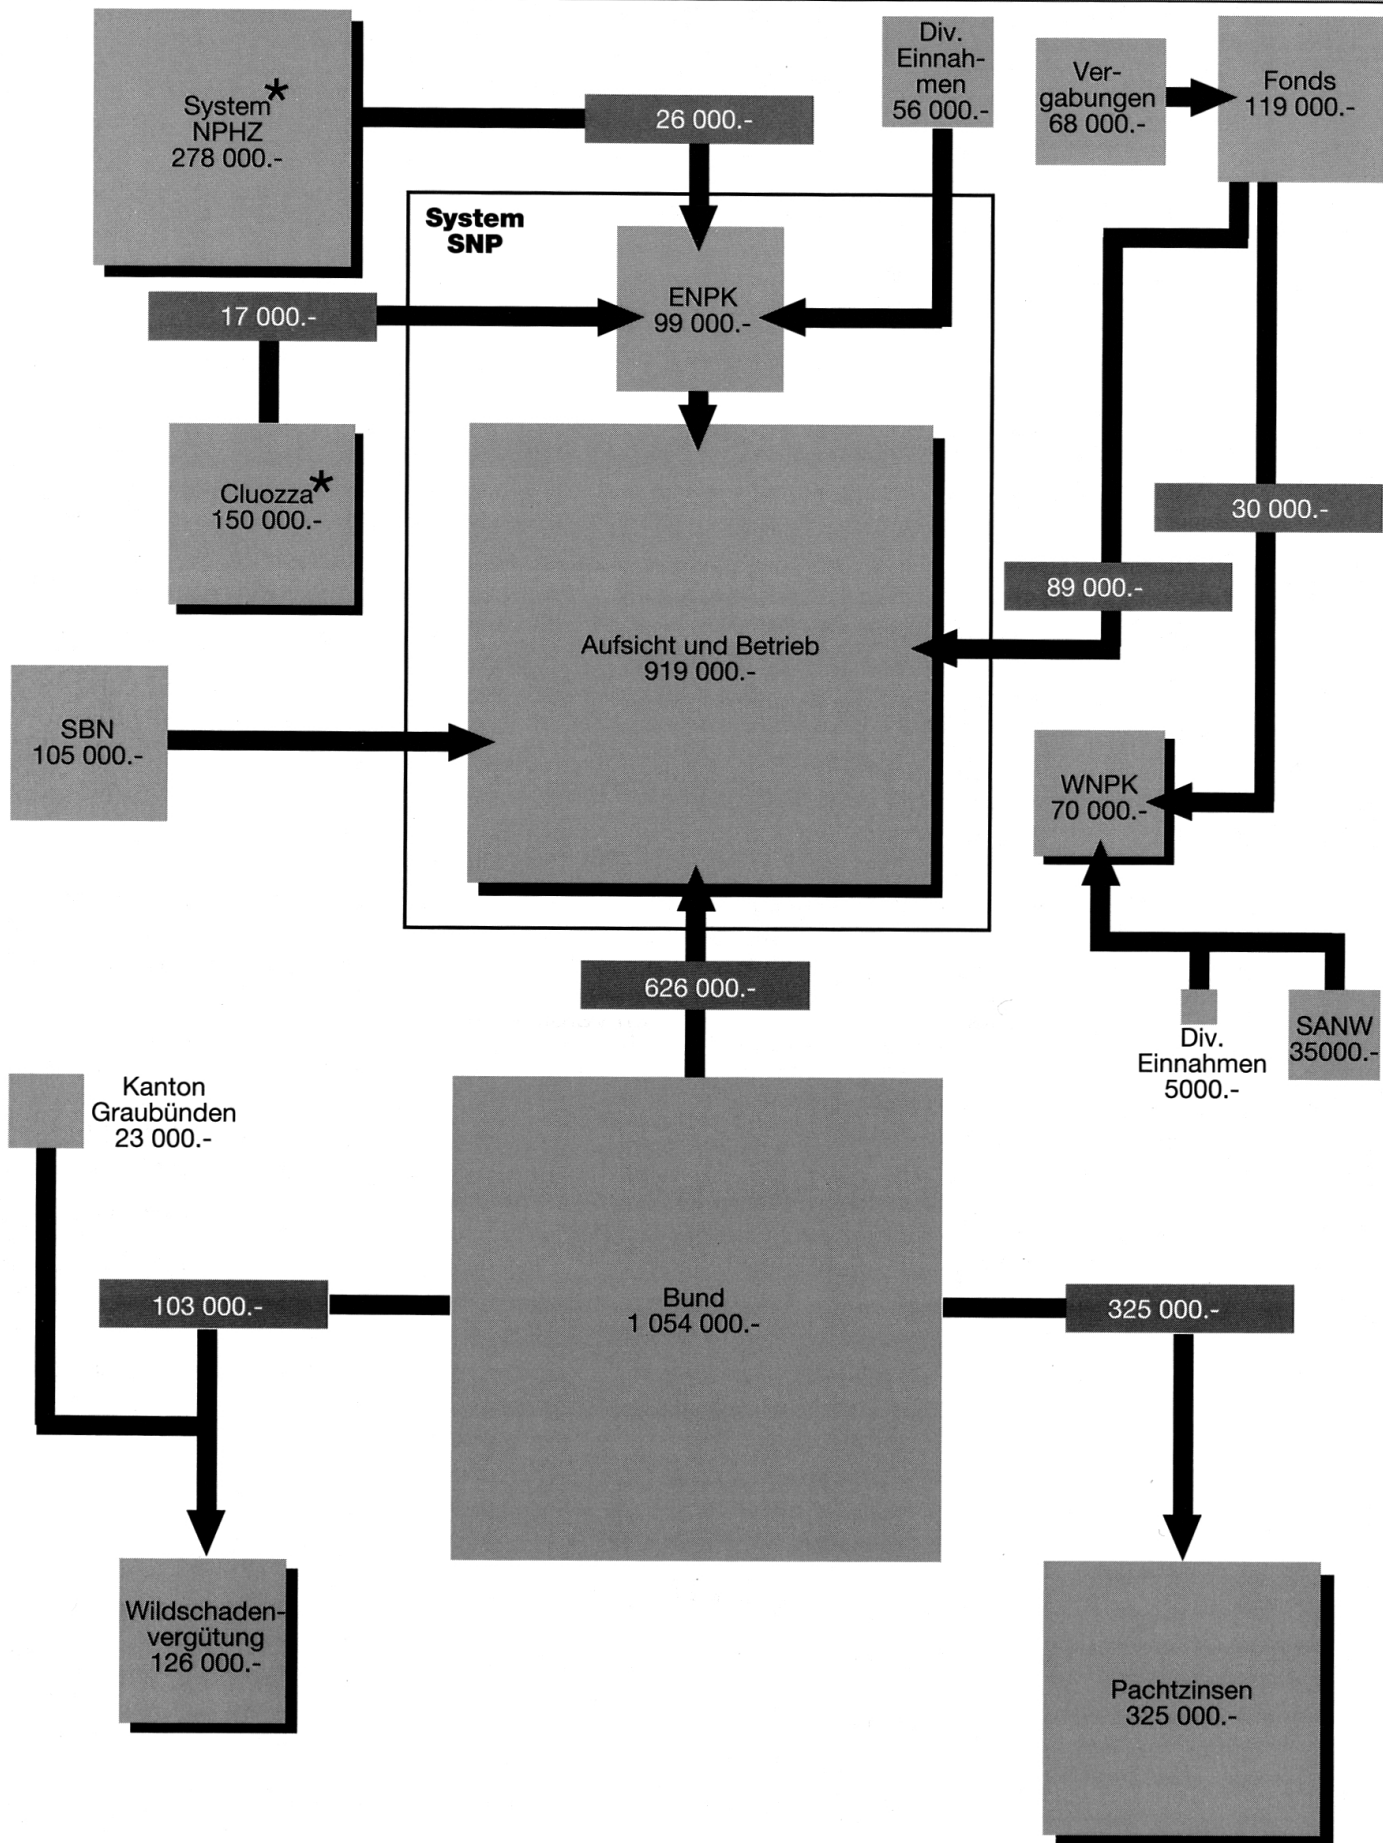 System*
NPHZ
278 000.-
26 000.-
Div.
Einnah-
men
56 000.-
Ver-
gabungen
68 000.-
Fonds
119 000.-
System
SNP
17 000.-
ENPK
99 000.-
Cluozza*
150 000.-
30 000.-
89 000.-
Aufsicht und Betrieb
919 000.-
SBN
105 000.-
WNPK
70 000.-
626 000.-
Div.
Einnahmen
5000.-
SANW
35000.-
Kanton
Graubünden
23 000.-
103 000.-
Bund
1 054 000.-
325 000.-
Wildschaden-
vergütung
126 000.-
Pachtzinsen
325 000.-